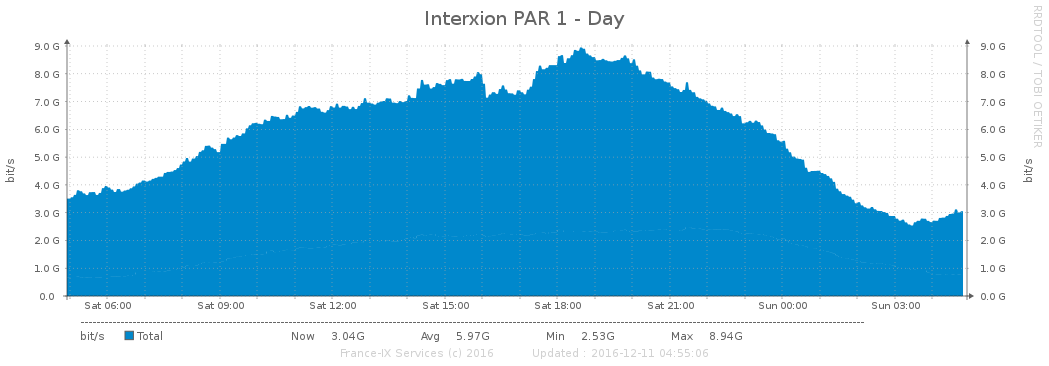 Interxion PAR 1 - Day
RRDTOOL / TOBI OETIKER
9.0 G 9.0 G
8.0 G 8.0 G
7.0 G 7.0 G
6.0 G 6.0 G
5.0 G 5.0 G
4.0 G 4.0 G
3.0 G 3.0 G
2.0 G 2.0 G
1.0 G 1.0 G
0.0 0.0 G
bit/s bit/s
Sat 06:00 Sat 09:00 Sat 12:00 Sat 15:00 Sat 18:00 Sat 21:00 Sun 00:00 Sun 03:00
bit/s Total Now 3.04G Avg 5.97G Min 2.53G Max 8.94G
France-IX Services (c) 2016 Updated : 2016-12-11 04:55:06